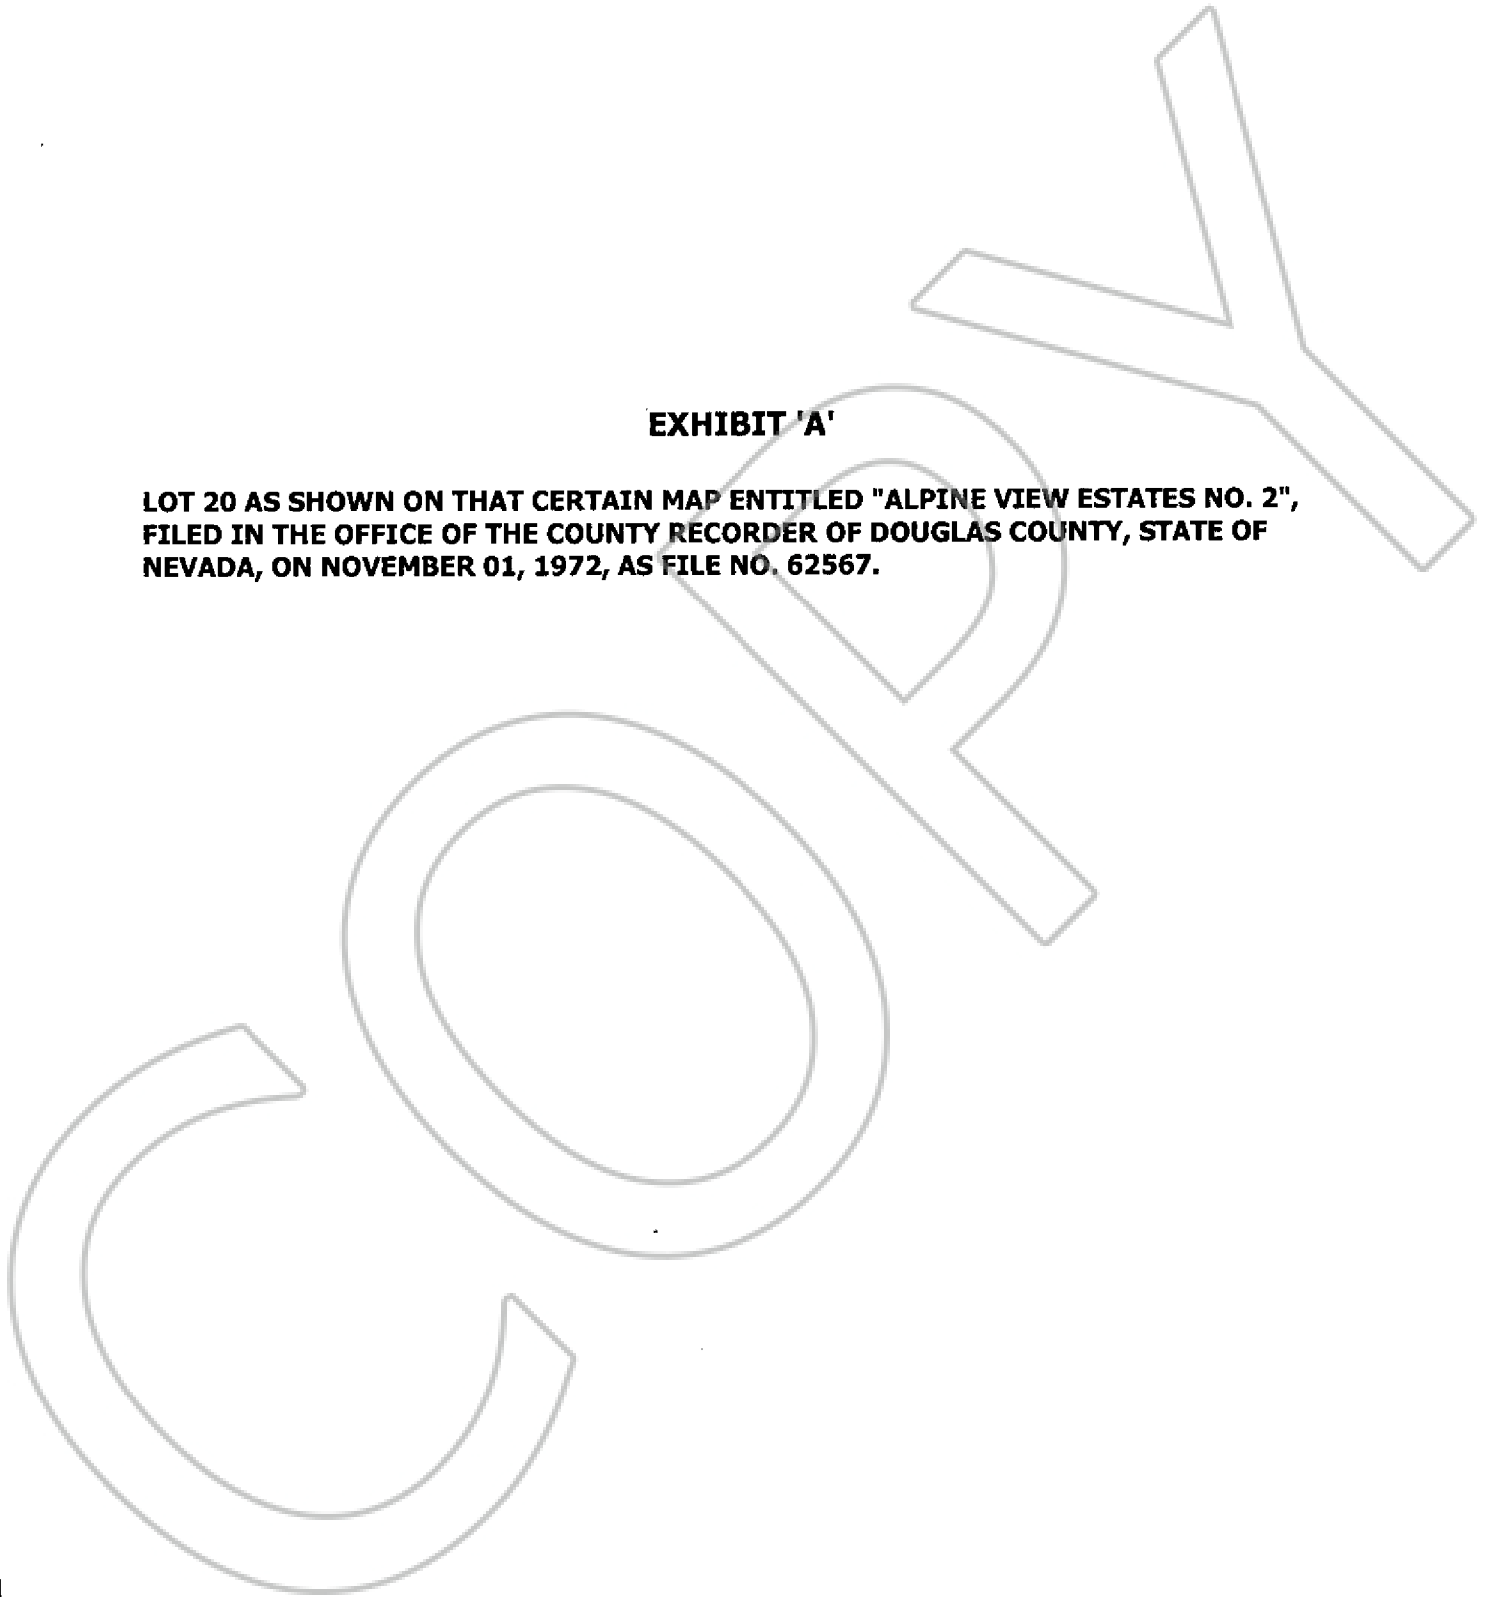 EXHIBIT 'A'
LOT 20 AS SHOWN ON THAT CERTAIN MAP ENTITLED "ALPINE VIEW ESTATES NO. 2",
FILED IN THE OFFICE OF THE COUNTY RECORDER OF DOUGLAS COUNTY, STATE OF
NEVADA, ON NOVEMBER 01, 1972, AS FILE NO. 62567.
COPY